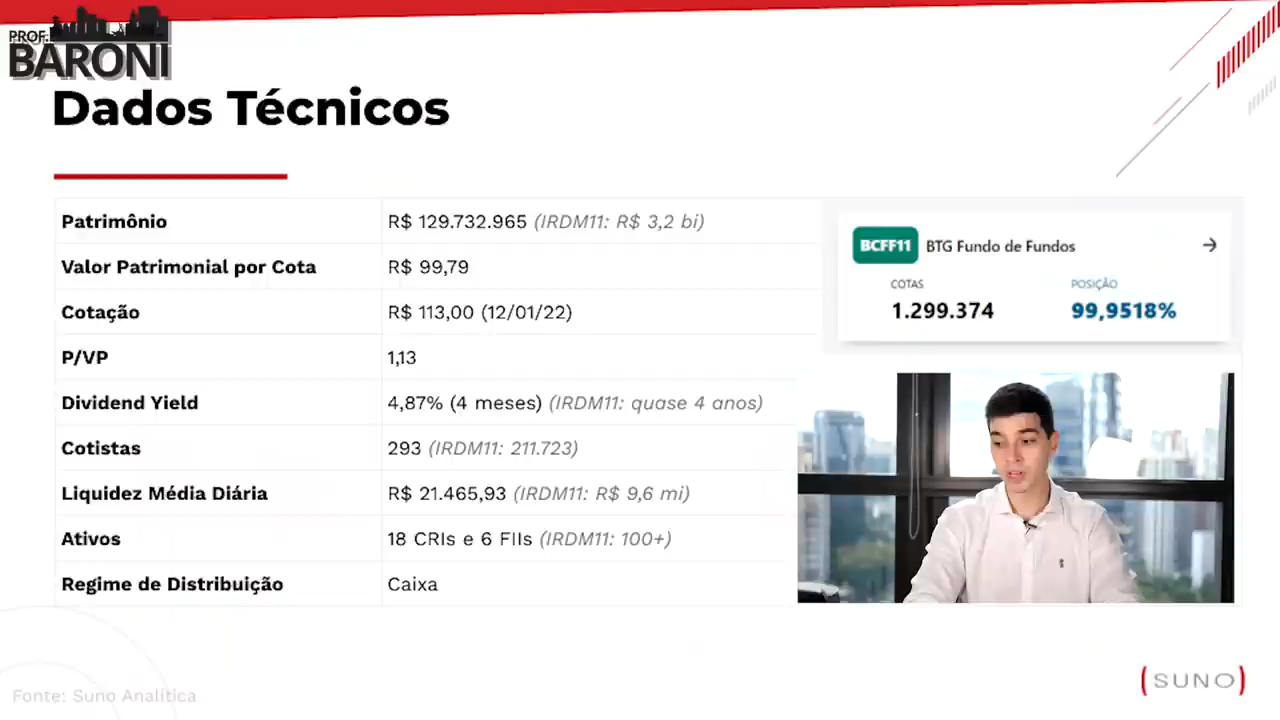 PROF.
BARONI
Dados Técnicos
Patrimônio R$ 129.732.965 (IRDM11: R$ 3,2 bi)
Valor Patrimonial por Cota R$ 99,79
Cotação R$ 113,00 (12/01/22)
P/VP 1,13
Dividend Yield 4,87% (4 meses) (IRDM11: quase 4 anos)
Cotistas 293 (IRDM11: 211.723)
Liquidez Média Diária R$ 21.465,93 (IRDM11: R$ 9,6 mi)
Ativos 18 CRIs e 6 FIIs (IRDM11: 100+)
Regime de Distribuição Caixa
BCFF11 BTG Fundo de Fundos →
COTAS POSIÇÃO
1.299.374 99,9518%
Fonte: Suno Analítica
(SUNO)